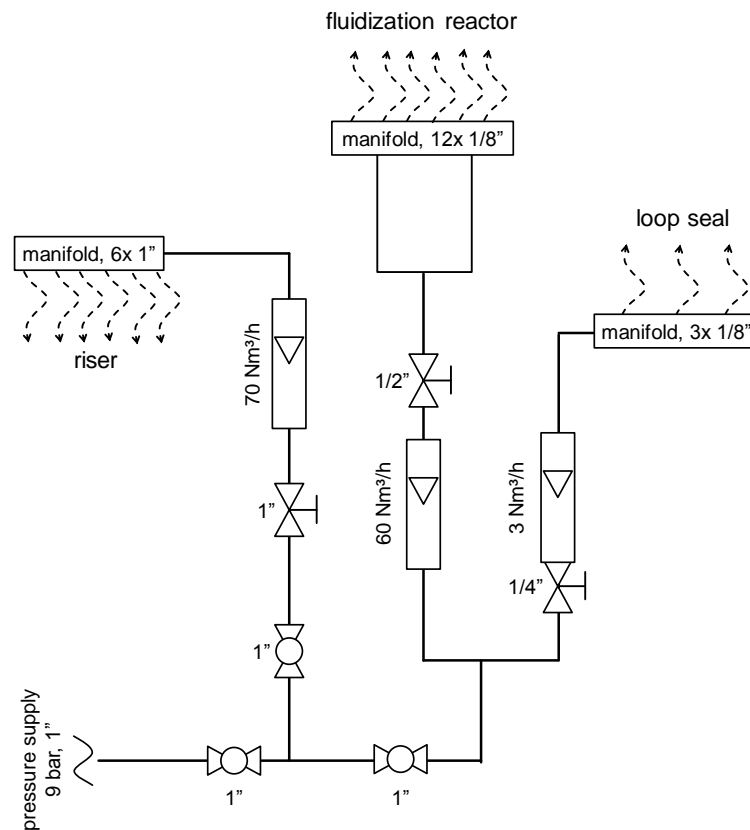 fluidization reactor
manifold, 12x 1/8”
loop seal
manifold, 6x 1”
manifold, 3x 1/8”
riser
70 Nm³/h
1/2”
60 Nm³/h
3 Nm³/h
1”
1/4”
1”
pressure supply
9 bar, 1”
1”
1”